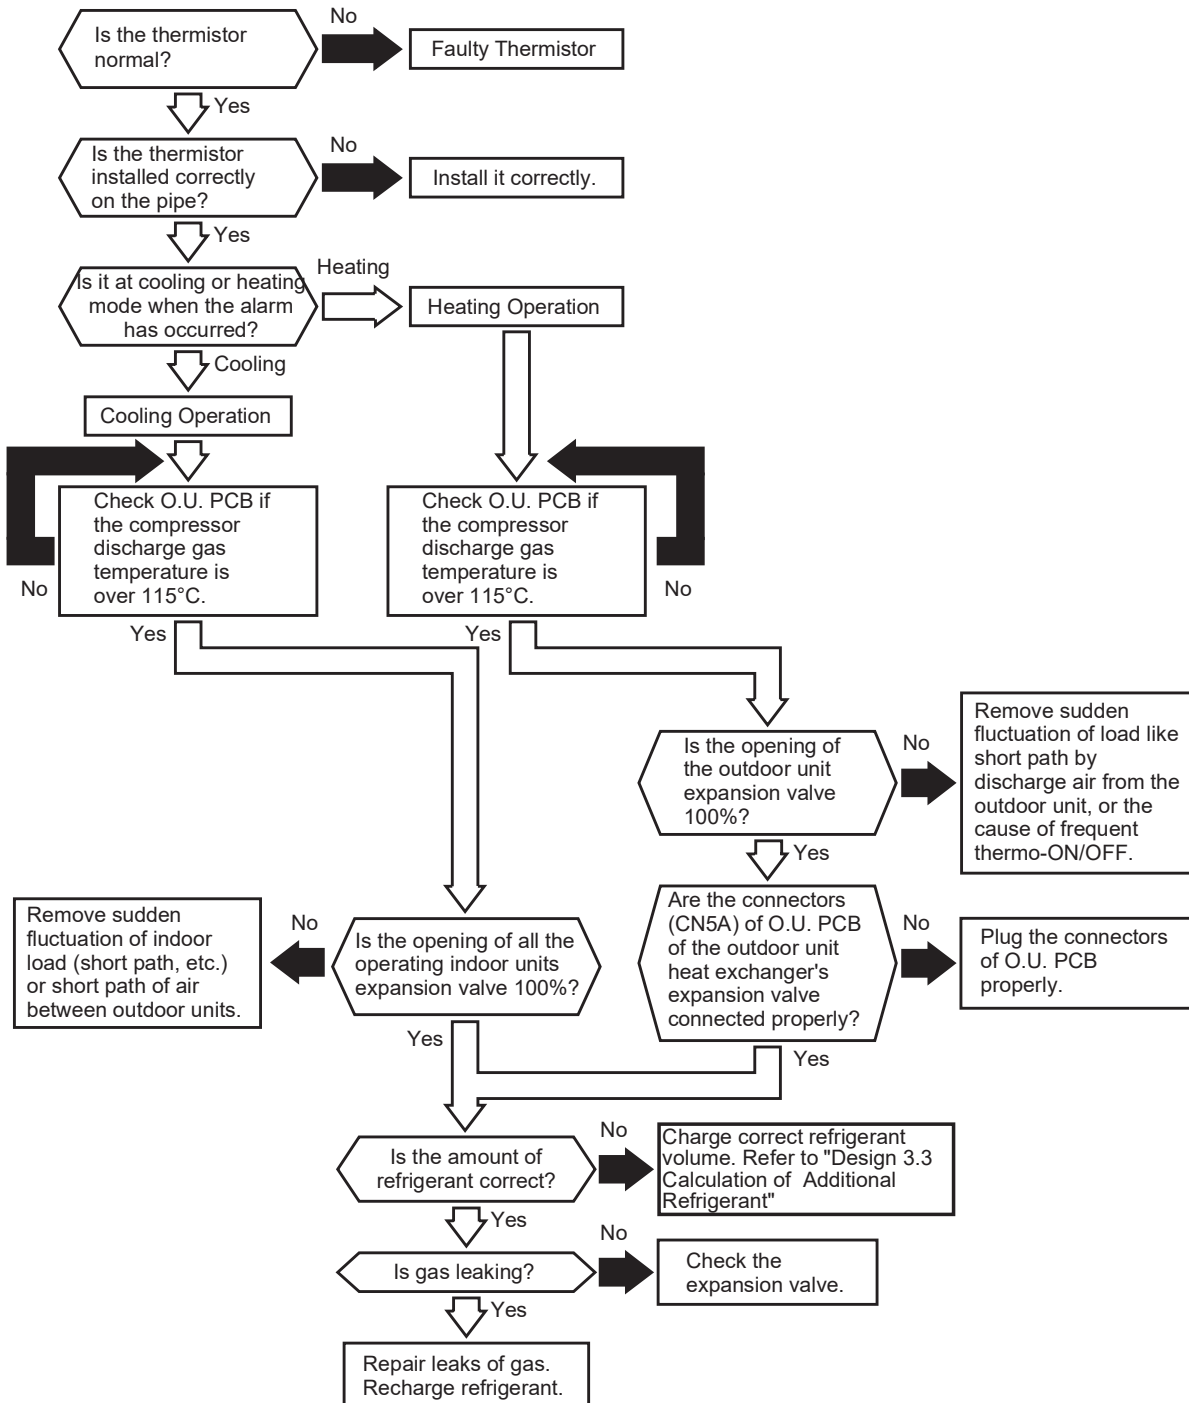 No
Is the thermistor
normal?
Faulty Thermistor
Yes
Is the thermistor
installed correctly
on the pipe?
No
Install it correctly.
Yes
Is it at cooling or heating
mode when the alarm
has occurred?
Heating
Heating Operation
Cooling
Cooling Operation
Check O.U. PCB if
the compressor
discharge gas
temperature is
over 115°C.
No
Check O.U. PCB if
the compressor
discharge gas
temperature is
over 115°C.
No
Yes
Yes
Is the opening of
the outdoor unit
expansion valve
100%?
No
Remove sudden
fluctuation of load like
short path by
discharge air from the
outdoor unit, or the
cause of frequent
thermo-ON/OFF.
Yes
Remove sudden
fluctuation of indoor
load (short path, etc.)
or short path of air
between outdoor units.
No
Is the opening of all the
operating indoor units
expansion valve 100%?
Are the connectors
(CN5A) of O.U. PCB
of the outdoor unit
heat exchanger's
expansion valve
connected properly?
No
Plug the connectors
of O.U. PCB
properly.
Yes
Yes
Is the amount of
refrigerant correct?
No
Charge correct refrigerant
volume. Refer to "Design 3.3
Calculation of Additional
Refrigerant"
Yes
Is gas leaking?
No
Check the
expansion valve.
Yes
Repair leaks of gas.
Recharge refrigerant.